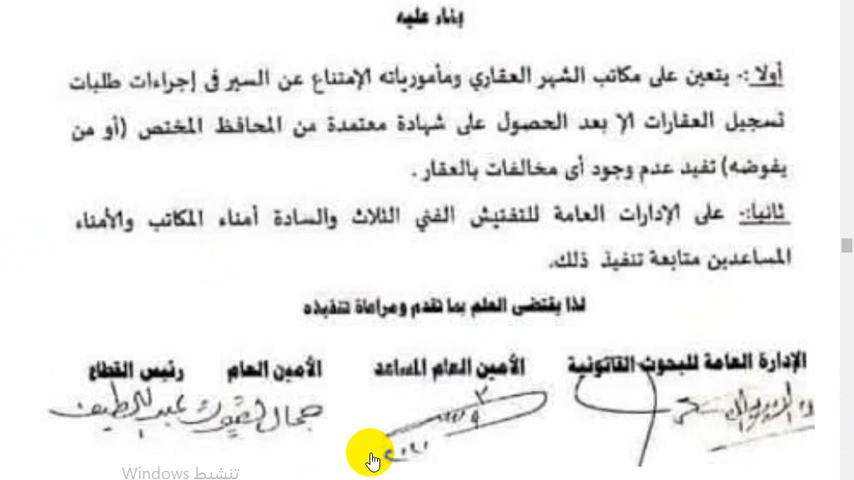 بناء عليه
أولا :- يتعين على مكاتب الشهر العقاري ومأمورياته الإمتناع عن السير فى إجراءات طلبات
تسجيل العقارات إلا بعد الحصول على شهادة معتمدة من المحافظ المختص (أو من
يفوضه) تفيد عدم وجود أى مخالفات بالعقار .
ثانيا:- على الإدارات العامة للتفتيش الفني الثلاث والسادة أمناء المكاتب والأمناء
المساعدين متابعة تنفيذ ذلك.
لذا يقتضى العلم بما تقدم ومراعاة تنفيذه
الإدارة العامة للبحوث القانونية الأمين العام المساعد الأمين العام رئيس القطاع
جمال عبد اللطيف
تنشيط Windows